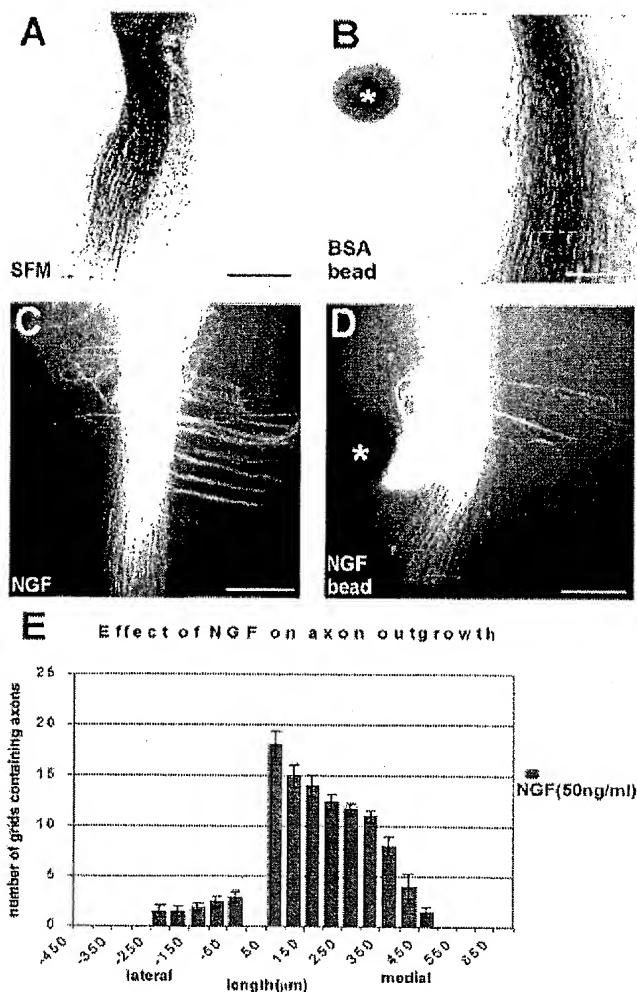 A
B
*
SFM
BSA
bead
C
D
*
NGF
NGF
bead
E Effect of NGF on axon outgrowth
number of grids containing axons
25
20
15
10
5
0
NGF(50ng/ml)
-450 -350 -250 -150 -50 50 150 250 350 450 550 650
lateral length(µm) medial